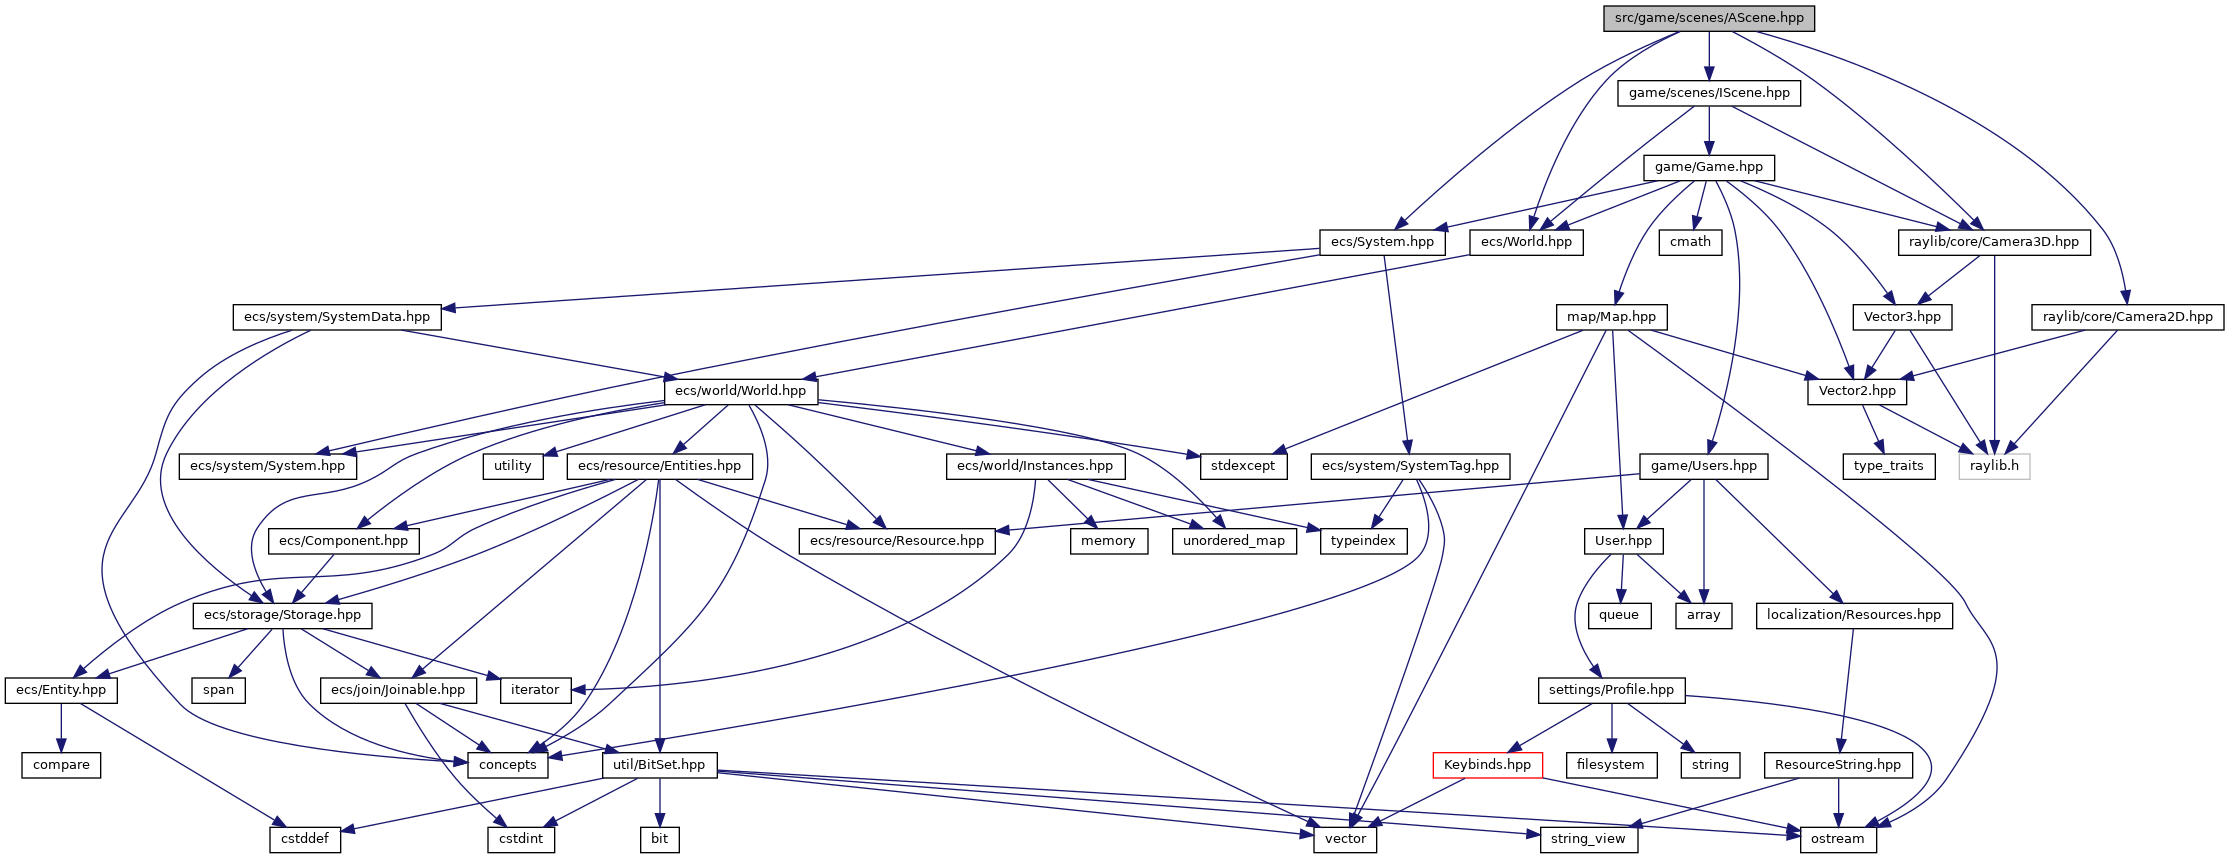 src/game/scenes/AScene.hpp
game/scenes/IScene.hpp
game/Game.hpp
ecs/System.hpp
ecs/World.hpp
cmath
raylib/core/Camera3D.hpp
ecs/system/SystemData.hpp
map/Map.hpp
Vector3.hpp
raylib/core/Camera2D.hpp
ecs/world/World.hpp
Vector2.hpp
ecs/system/System.hpp
utility
ecs/resource/Entities.hpp
ecs/world/Instances.hpp
stdexcept
ecs/system/SystemTag.hpp
game/Users.hpp
type_traits
raylib.h
ecs/Component.hpp
ecs/resource/Resource.hpp
memory
unordered_map
typeindex
User.hpp
ecs/storage/Storage.hpp
queue
array
localization/Resources.hpp
ecs/Entity.hpp
span
ecs/join/Joinable.hpp
iterator
settings/Profile.hpp
compare
concepts
util/BitSet.hpp
Keybinds.hpp
filesystem
string
ResourceString.hpp
cstddef
cstdint
bit
vector
string_view
ostream